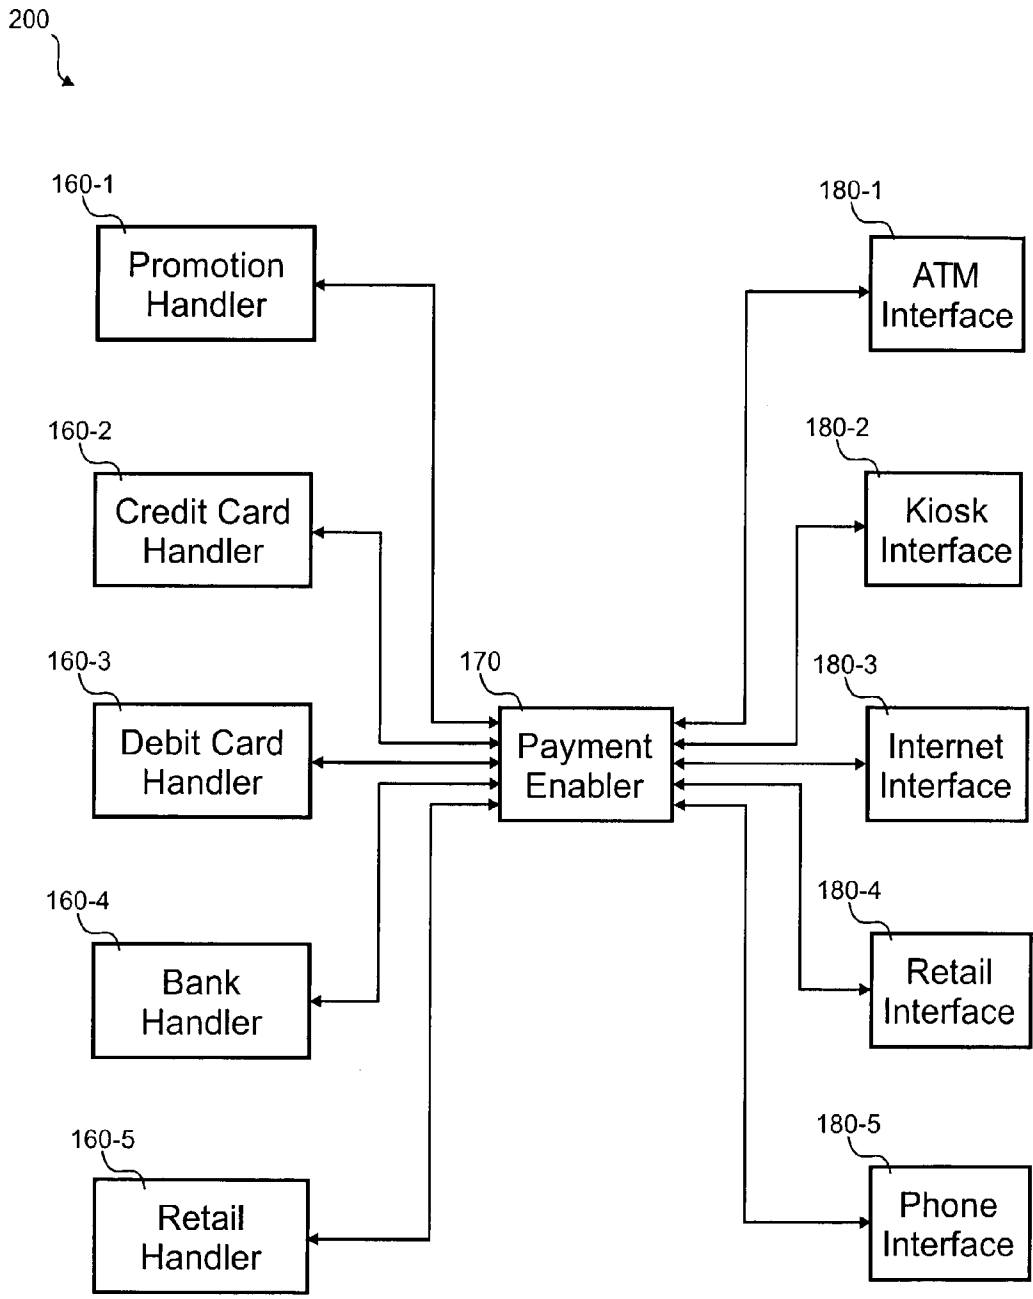 200
160-1
Promotion
Handler
180-1
ATM
Interface
160-2
Credit Card
Handler
180-2
Kiosk
Interface
160-3
Debit Card
Handler
170
Payment
Enabler
180-3
Internet
Interface
160-4
Bank
Handler
180-4
Retail
Interface
160-5
Retail
Handler
180-5
Phone
Interface